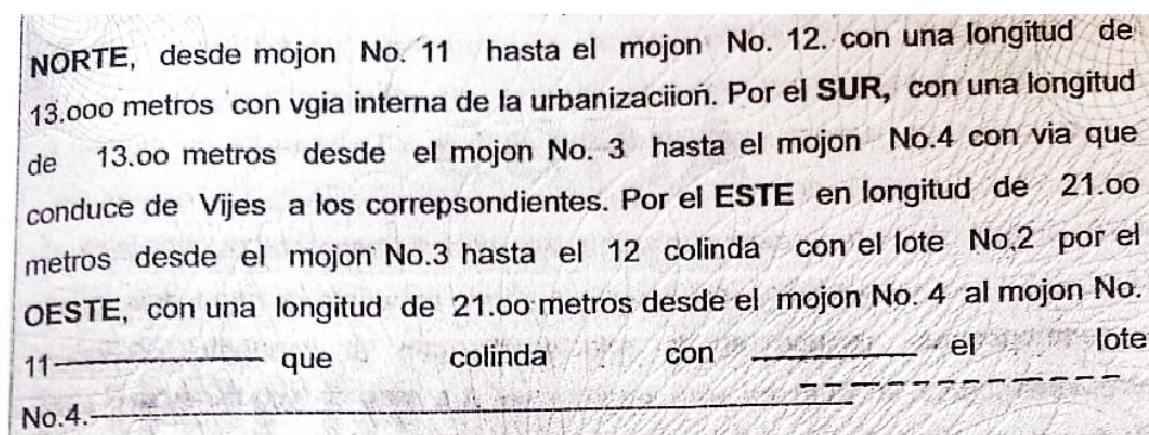 NORTE, desde mojon No. 11 hasta el mojon No. 12. con una longitud de
13.ooo metros con vgia interna de la urbanizaciion. Por el SUR, con una longitud
de 13.oo metros desde el mojon No. 3 hasta el mojon No.4 con via que
conduce de Vijes a los correpsondientes. Por el ESTE en longitud de 21.oo
metros desde el mojon No.3 hasta el 12 colinda con el lote No,2 por el
OESTE, con una longitud de 21.oo metros desde el mojon No. 4 al mojon No.
11 que colinda con el lote
No.4.